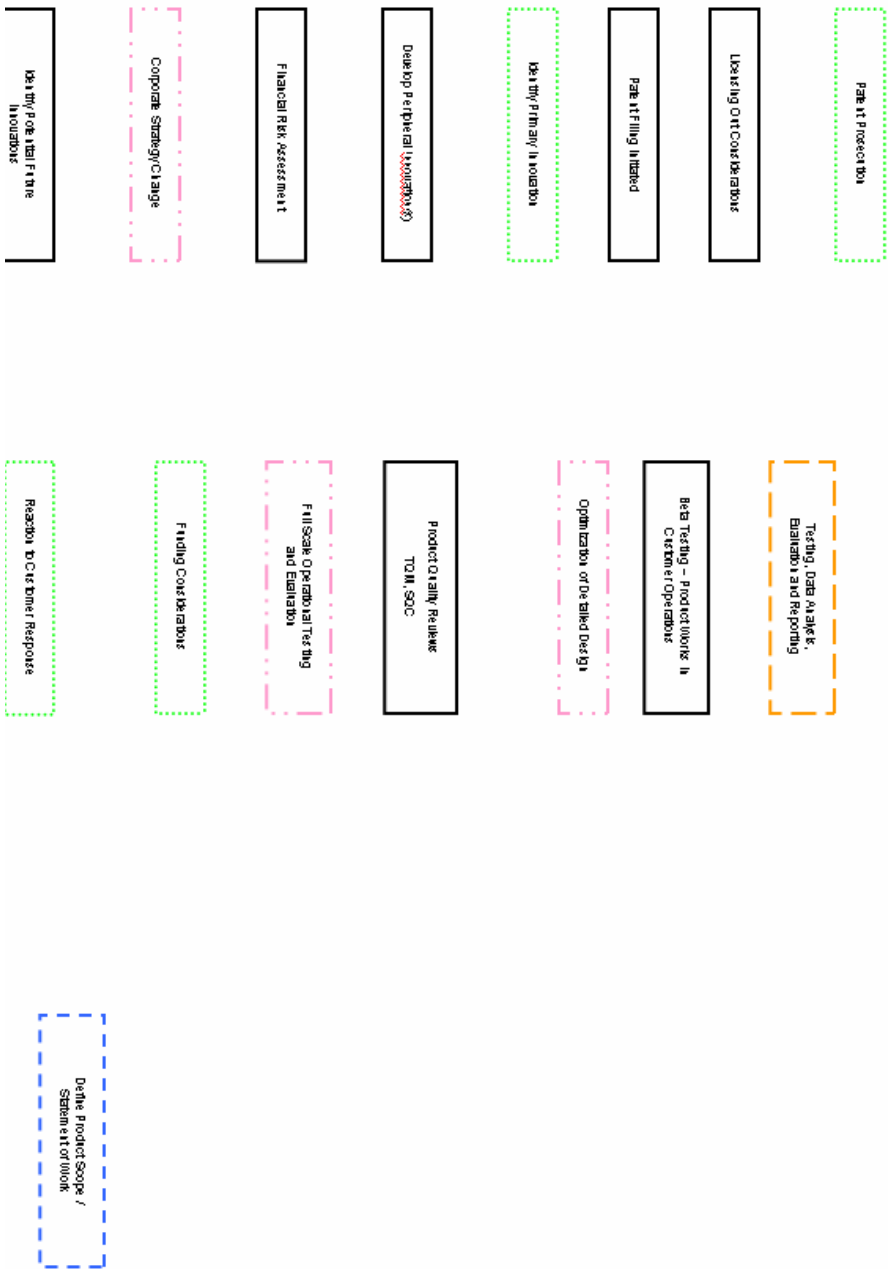 Patent Prosecution
Licensing Out Considerations
Patent Filing Initiated
Identify Primary Innovation
Develop Peripheral Innovation(s)
Financial Risk Assessment
Corporate Strategy Change
Identify Potential Future
Innovations
Testing, Data Analysis,
Evaluation and Reporting
Beta Testing – Product Works In
Customer Operations
Optimization of Detailed Design
Product Quality Reviews
TQM, SQC
Full Scale Operational Testing
and Evaluation
Funding Considerations
Reaction to Customer Response
Define Product Scope /
Statement of Work